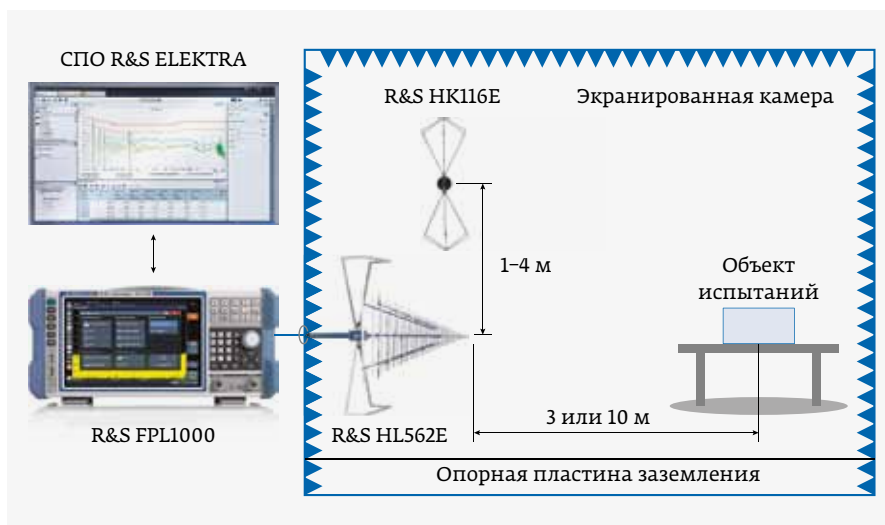 СПО R&S ELEKTRA
R&S HK116E
Экранированная камера
1–4 м
Объект
испытаний
3 или 10 м
R&S FPL1000
R&S HL562E
Опорная пластина заземления